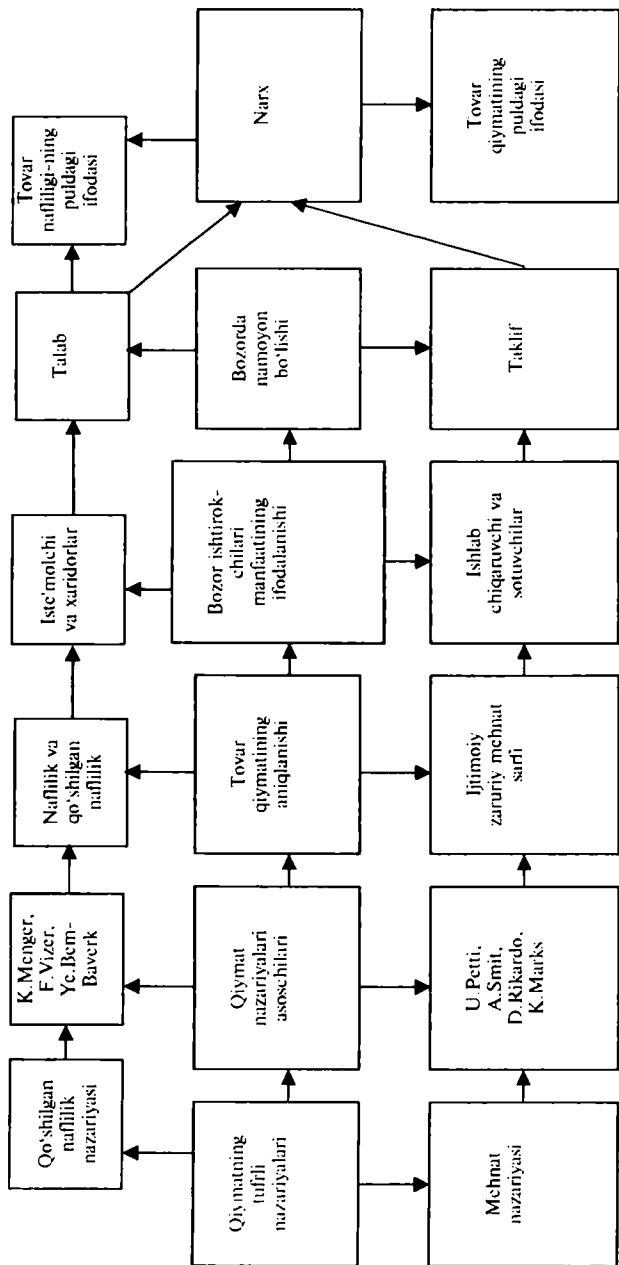 Qo‘shilgan
naflilik
nazariyasi
K.Menger,
F.Vizer,
Ye.Bem-
Baverk
Naflilik va
qo‘shilgan
naflilik
Iste’molchi
va xaridorlar
Talab
Tovar
nafliligi-ning
puldagi
ifodasi
Qiymatning
tufrli
nazariyalari
Qiymat
nazariyalari
asoschilari
Tovar
qiymatining
aniqlanishi
Bozor ishtirok-
chilari
manfaatining
ifodalanishi
Bozorda
namoyon
bo‘lishi
Narx
Mehnat
nazariyasi
U.Petti,
A.Smit,
D.Rikardo,
K.Marks
Ijtimoiy
zaruriy mehnat
sarfi
Ishlab
chiqaruvchi va
sotuvchilar
Taklif
Tovar
qiymatining
puldagi
ifodasi